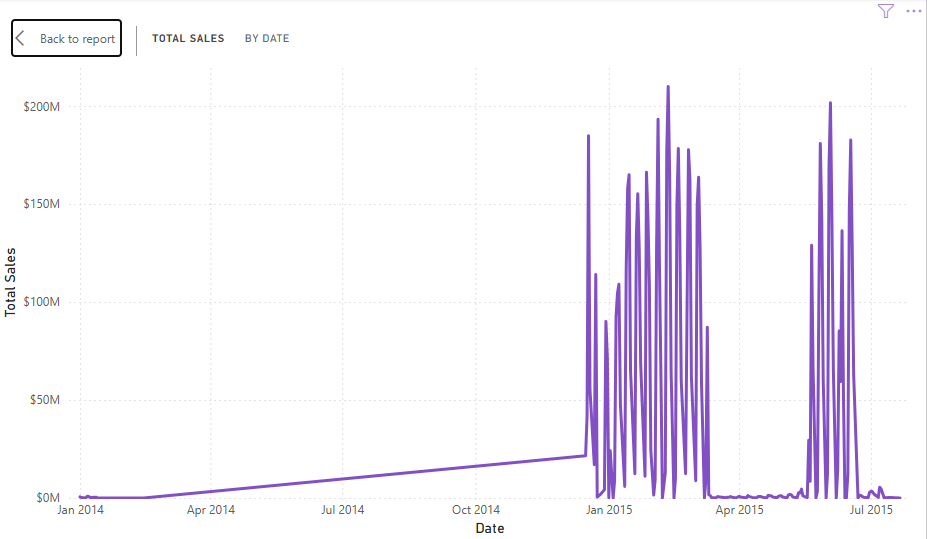 Back to report
TOTAL SALES BY DATE
$200M
$150M
$100M
$50M
$0M
Total Sales
Jan 2014 Apr 2014 Jul 2014 Oct 2014 Jan 2015 Apr 2015 Jul 2015
Date